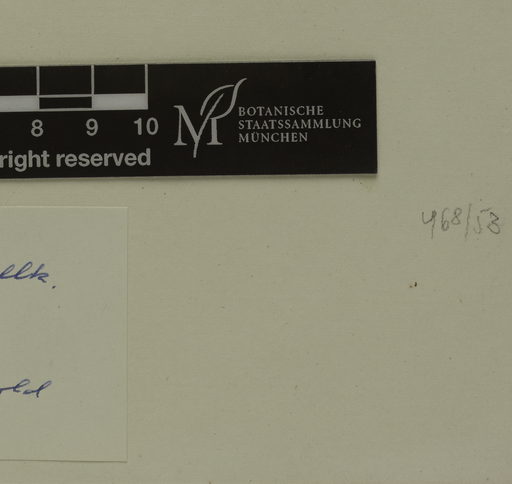 8 9 10
right reserved
BOTANISCHE
STAATSSAMMLUNG
MÜNCHEN
468/53